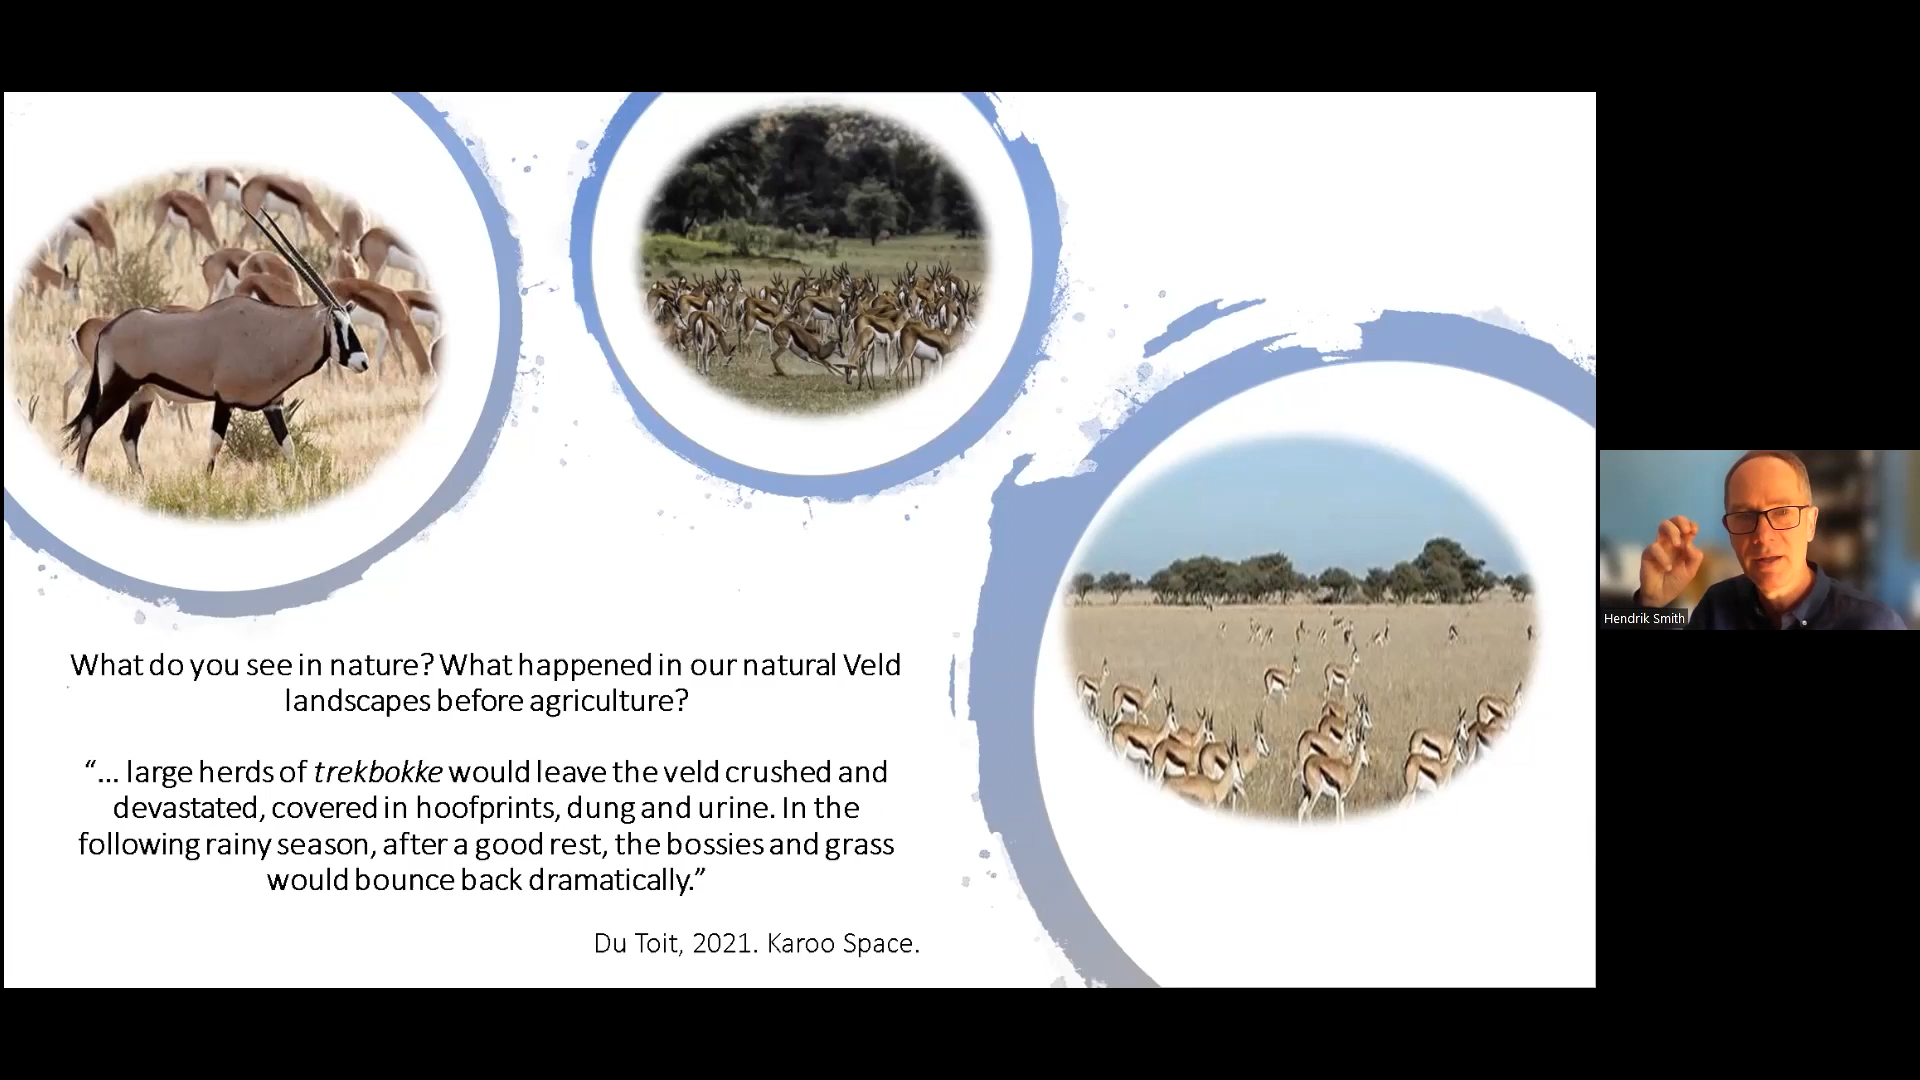 What do you see in nature? What happened in our natural Veld
landscapes before agriculture?
“... large herds of trekbokke would leave the veld crushed and
devastated, covered in hoofprints, dung and urine. In the
following rainy season, after a good rest, the bossies and grass
would bounce back dramatically.”
Du Toit, 2021. Karoo Space.
Hendrik Smith